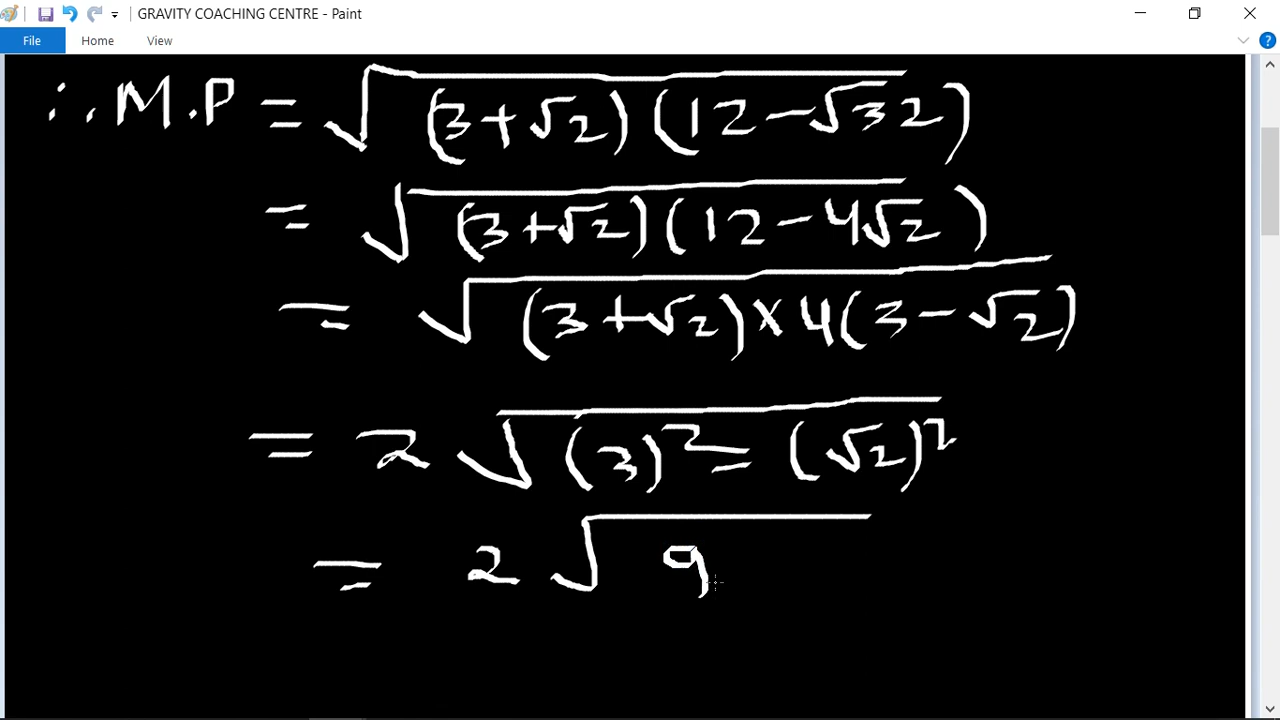 GRAVITY COACHING CENTRE - Paint
File Home View
∴ M.P = √(3+√2)(12-√32)
= √(3+√2)(12-4√2)
= √(3+√2)×4(3-√2)
= 2√(3)²=(√2)²
= 2√9